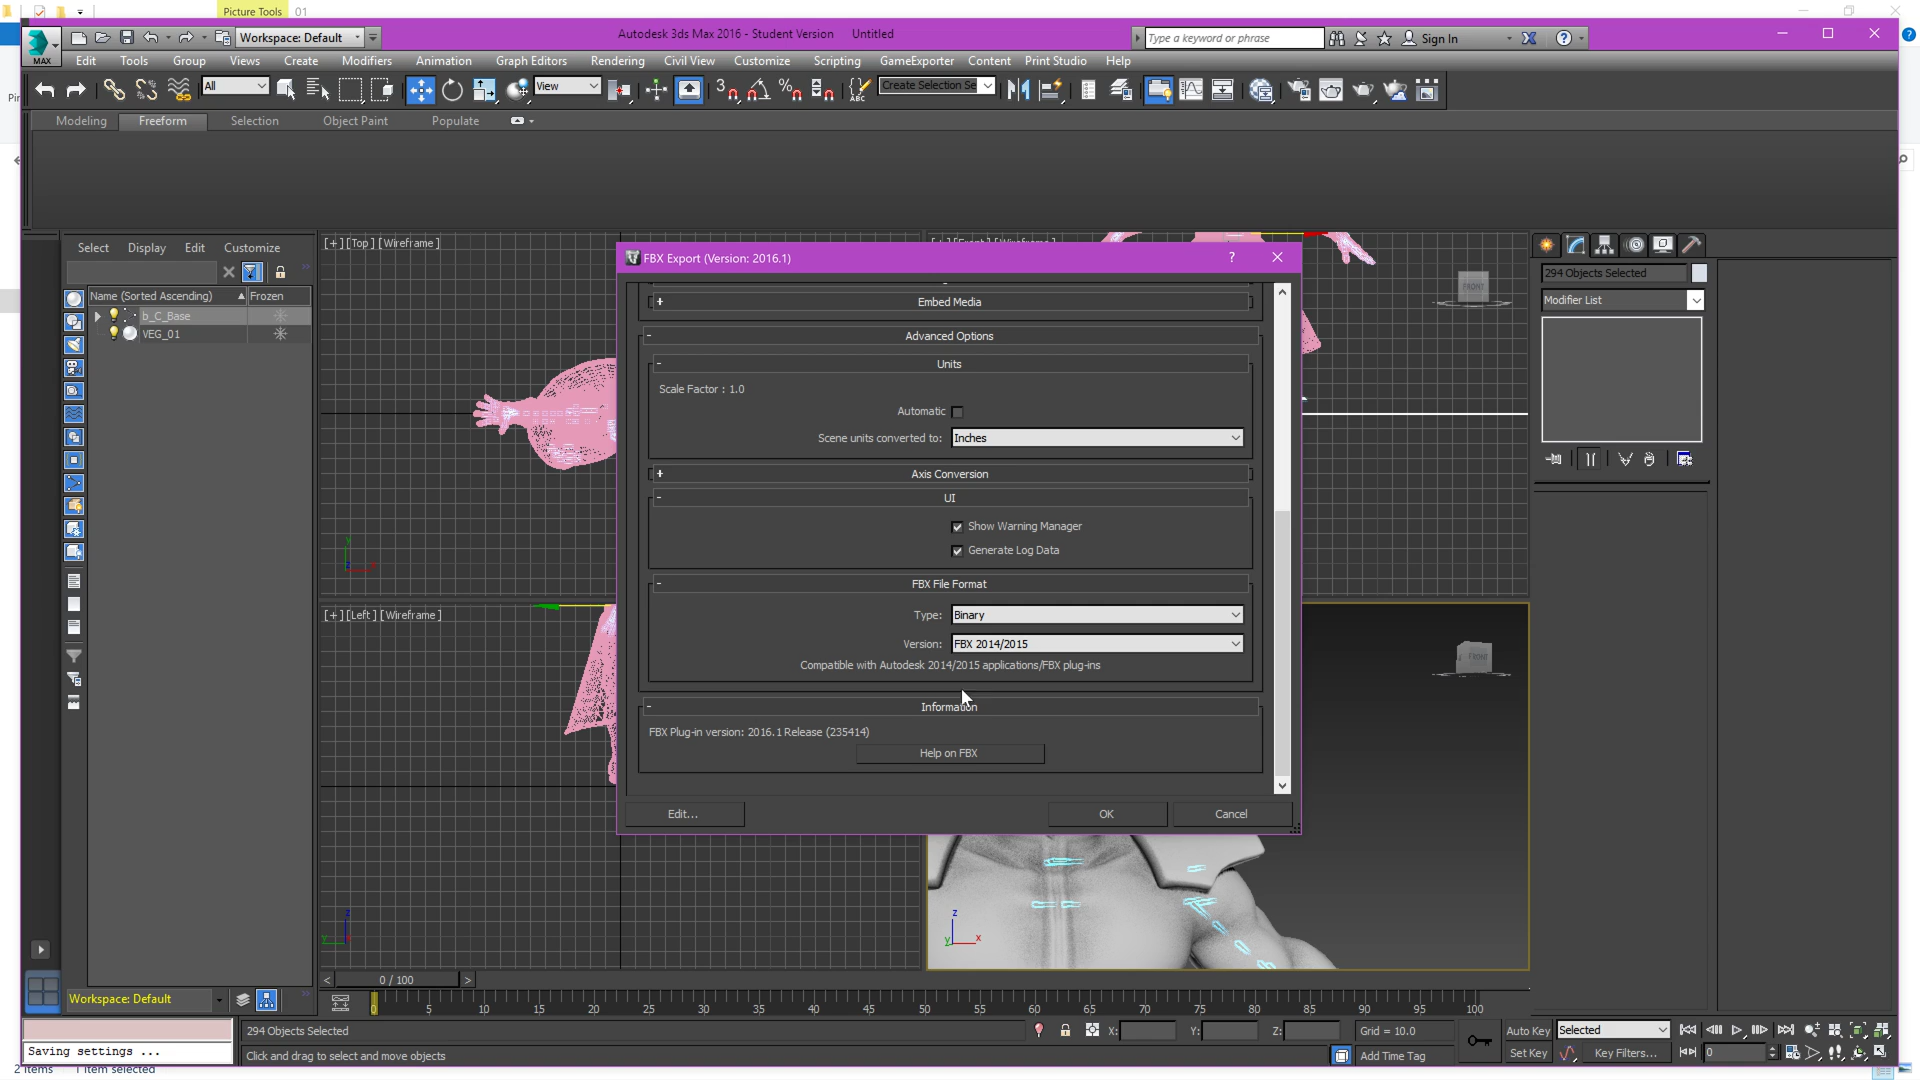 Picture Tools 01
MAX
Workspace: Default
Autodesk 3ds Max 2016 - Student Version Untitled
Type a keyword or phrase
Sign In
Edit Tools Group Views Create Modifiers Animation Graph Editors Rendering Civil View Customize Scripting GameExporter Content Print Studio Help
All View Create Selection Se
Modeling Freeform Selection Object Paint Populate
Select Display Edit Customize
Name (Sorted Ascending) Frozen
b_C_Base
VEG_01
[+][Top] [Wireframe]
[+][Left] [Wireframe]
FRONT
FRONT
FBX Export (Version: 2016.1)
Embed Media
Advanced Options
Units
Scale Factor : 1.0
Automatic
Scene units converted to: Inches
Axis Conversion
UI
Show Warning Manager
Generate Log Data
FBX File Format
Type: Binary
Version: FBX 2014/2015
Compatible with Autodesk 2014/2015 applications/FBX plug-ins
Information
FBX Plug-in version: 2016.1 Release (235414)
Help on FBX
Edit... OK Cancel
294 Objects Selected
Modifier List
0 / 100
Workspace: Default
0 5 10 15 20 25 30 35 40 45 50 55 60 65 70 75 80 85 90 95 100
294 Objects Selected
X: Y: Z: Grid = 10.0
Auto Key Selected
Saving settings ...
Click and drag to select and move objects
Add Time Tag
Set Key Key Filters... 0
2 items 1 item selected